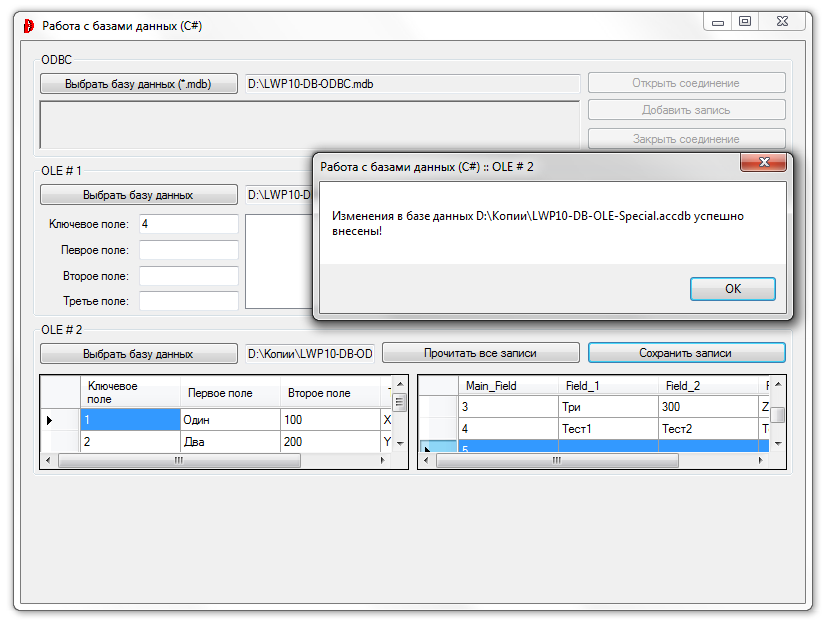 Работа с базами данных (C#)
ODBC
Выбрать базу данных (*.mdb)
D:\LWP10-DB-ODBC.mdb
Открыть соединение
Добавить запись
Закрыть соединение
OLE # 1
Выбрать базу данных
D:\LWP10-D
Ключевое поле:
4
Певрое поле:
Второе поле:
Третье поле:
Работа с базами данных (C#) :: OLE # 2
Изменения в базе данных D:\Копии\LWP10-DB-OLE-Special.accdb успешно
внесены!
OK
OLE # 2
Выбрать базу данных
D:\Копии\LWP10-DB-OD
Прочитать все записи
Сохранить записи
Ключевое
поле
Первое поле
Второе поле
1 Один 100 X
2 Два 200 Y
Main_Field Field_1 Field_2 F
3 Три 300 Z
4 Тест1 Тест2 Т
5